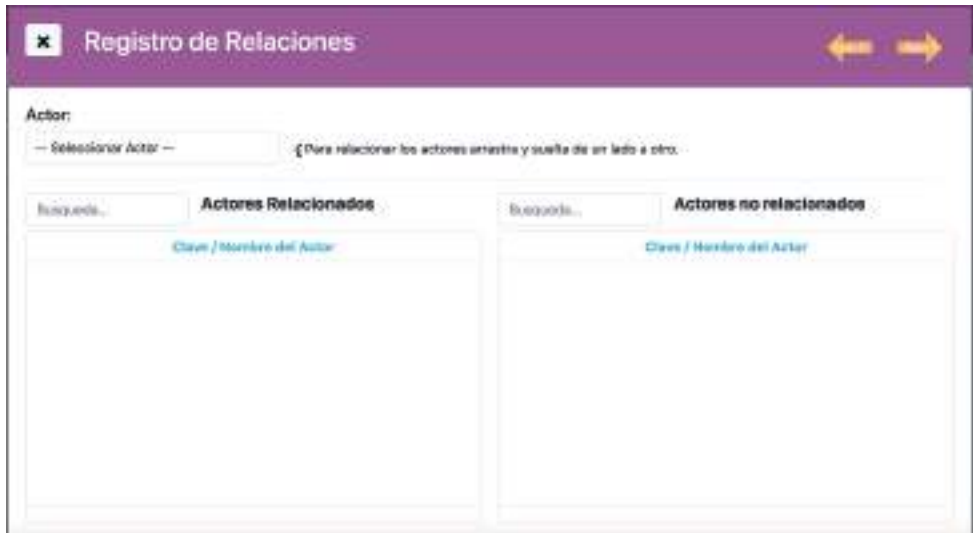 Registro de Relaciones
Actor:
-- Seleccionar Actor --
Para relacionar los actores arrastra y suelta de un lado a otro.
Busqueda...
Actores Relacionados
Busqueda...
Actores no relacionados
Clave / Nombre del Actor
Clave / Nombre del Actor